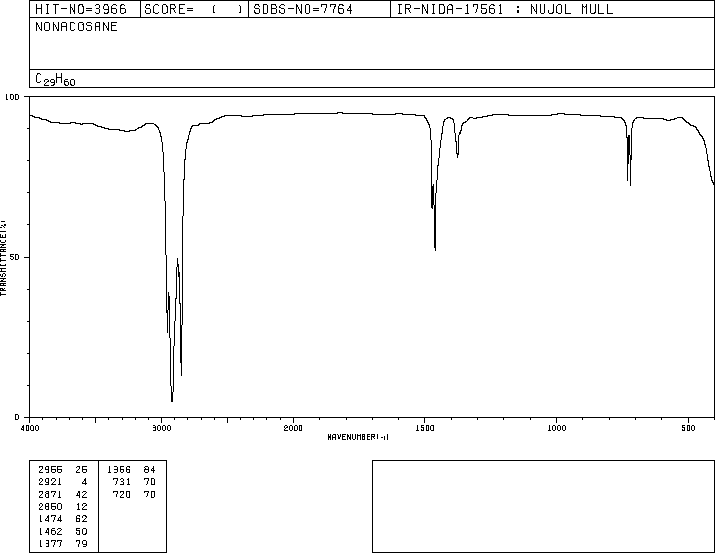 HIT-NO=3966 SCORE= ( ) SDBS-NO=7764 IR-NIDA-17561 : NUJOL MULL
NONACOSANE
C29H60
100
50
0
TRANSMITTANCE(%)
4000 3000 2000 1500 1000 500
WAVENUMBER(-1)
2956 26 1366 84
2921 4 731 70
2871 42 720 70
2850 12
1474 62
1462 50
1377 79